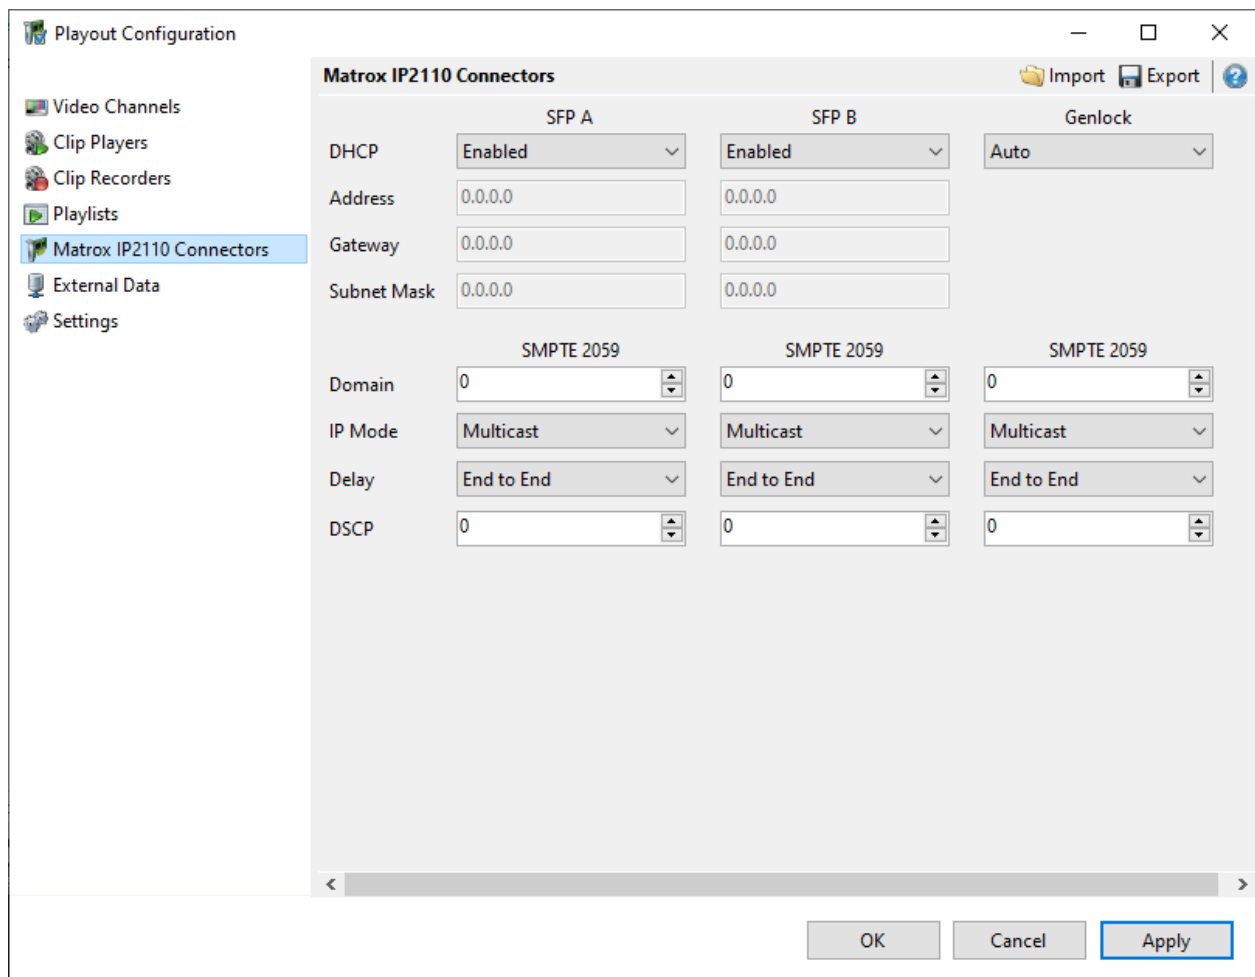 Playout Configuration
Matrox IP2110 Connectors
Import Export
Video Channels
Clip Players
Clip Recorders
Playlists
Matrox IP2110 Connectors
External Data
Settings
SFP A SFP B Genlock
DHCP Enabled Enabled Auto
Address 0.0.0.0 0.0.0.0
Gateway 0.0.0.0 0.0.0.0
Subnet Mask 0.0.0.0 0.0.0.0
SMPTE 2059 SMPTE 2059 SMPTE 2059
Domain 0 0 0
IP Mode Multicast Multicast Multicast
Delay End to End End to End End to End
DSCP 0 0 0
OK Cancel Apply